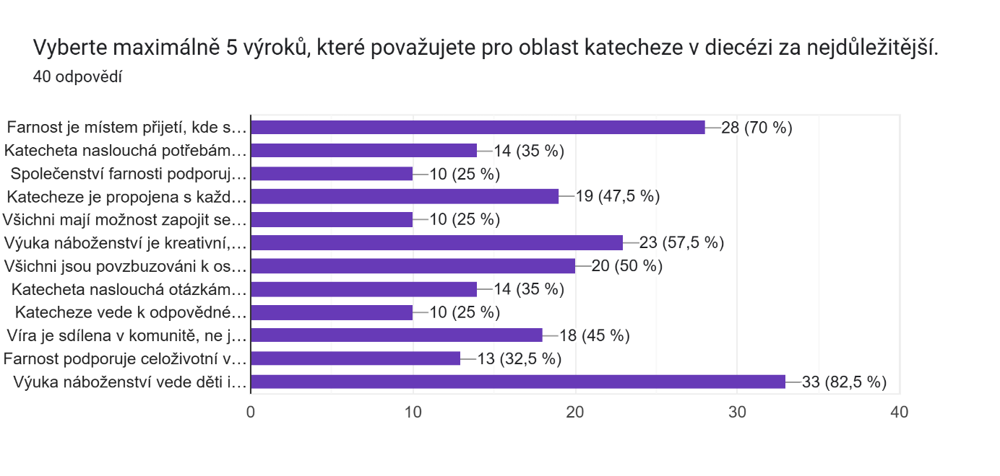 Vyberte maximálně 5 výroků, které považujete pro oblast katecheze v diecézi za nejdůležitější.
40 odpovědí
Farnost je místem přijetí, kde s… 28 (70 %)
Katecheta naslouchá potřebám… 14 (35 %)
Společenství farnosti podporuj… 10 (25 %)
Katecheze je propojena s každ… 19 (47,5 %)
Všichni mají možnost zapojit se… 10 (25 %)
Výuka náboženství je kreativní,… 23 (57,5 %)
Všichni jsou povzbuzováni k os… 20 (50 %)
Katecheta naslouchá otázkám… 14 (35 %)
Katecheze vede k odpovědné… 10 (25 %)
Víra je sdílena v komunitě, ne j… 18 (45 %)
Farnost podporuje celoživotní v… 13 (32,5 %)
Výuka náboženství vede děti i… 33 (82,5 %)
0 10 20 30 40